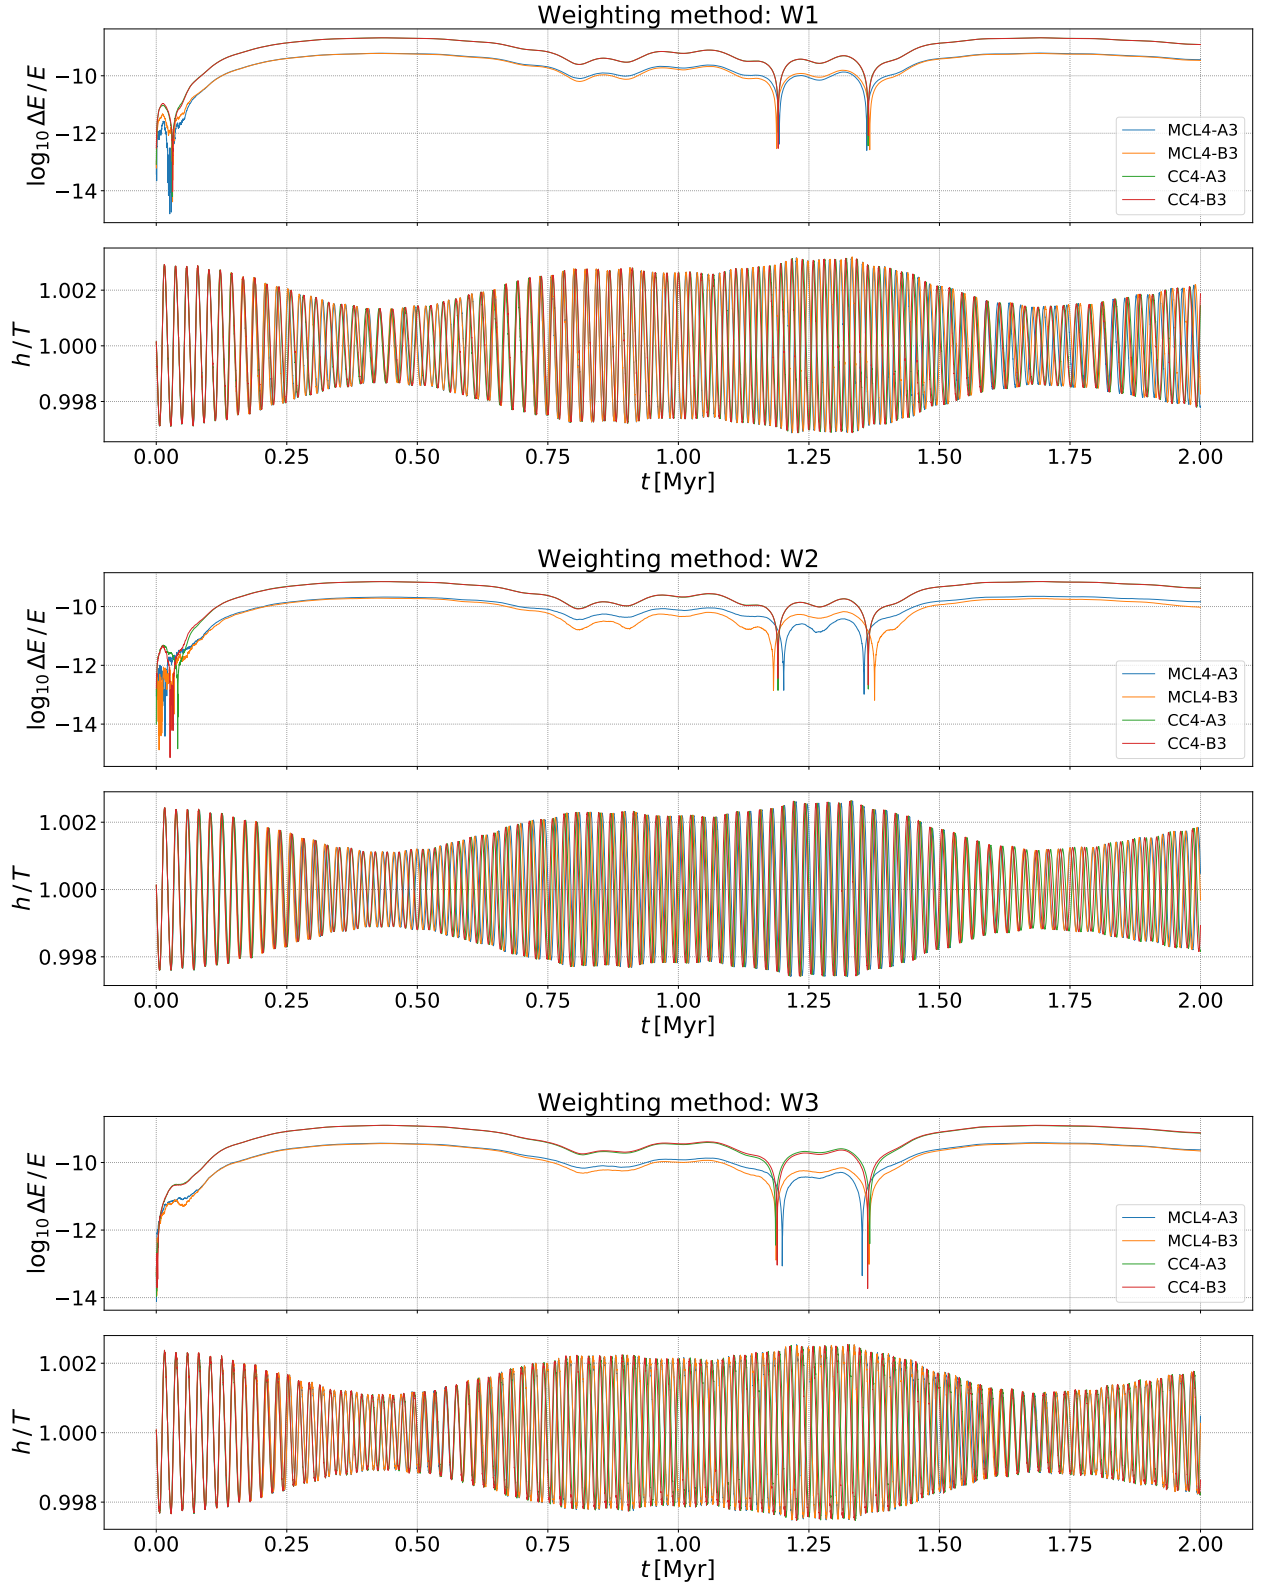 Weighting method: W1
log₁₀ ΔE / E
−10
−12
−14
MCL4-A3
MCL4-B3
CC4-A3
CC4-B3
h / T
1.002
1.000
0.998
0.00 0.25 0.50 0.75 1.00 1.25 1.50 1.75 2.00
t [Myr]
Weighting method: W2
log₁₀ ΔE / E
−10
−12
−14
MCL4-A3
MCL4-B3
CC4-A3
CC4-B3
h / T
1.002
1.000
0.998
0.00 0.25 0.50 0.75 1.00 1.25 1.50 1.75 2.00
t [Myr]
Weighting method: W3
log₁₀ ΔE / E
−10
−12
−14
MCL4-A3
MCL4-B3
CC4-A3
CC4-B3
h / T
1.002
1.000
0.998
0.00 0.25 0.50 0.75 1.00 1.25 1.50 1.75 2.00
t [Myr]